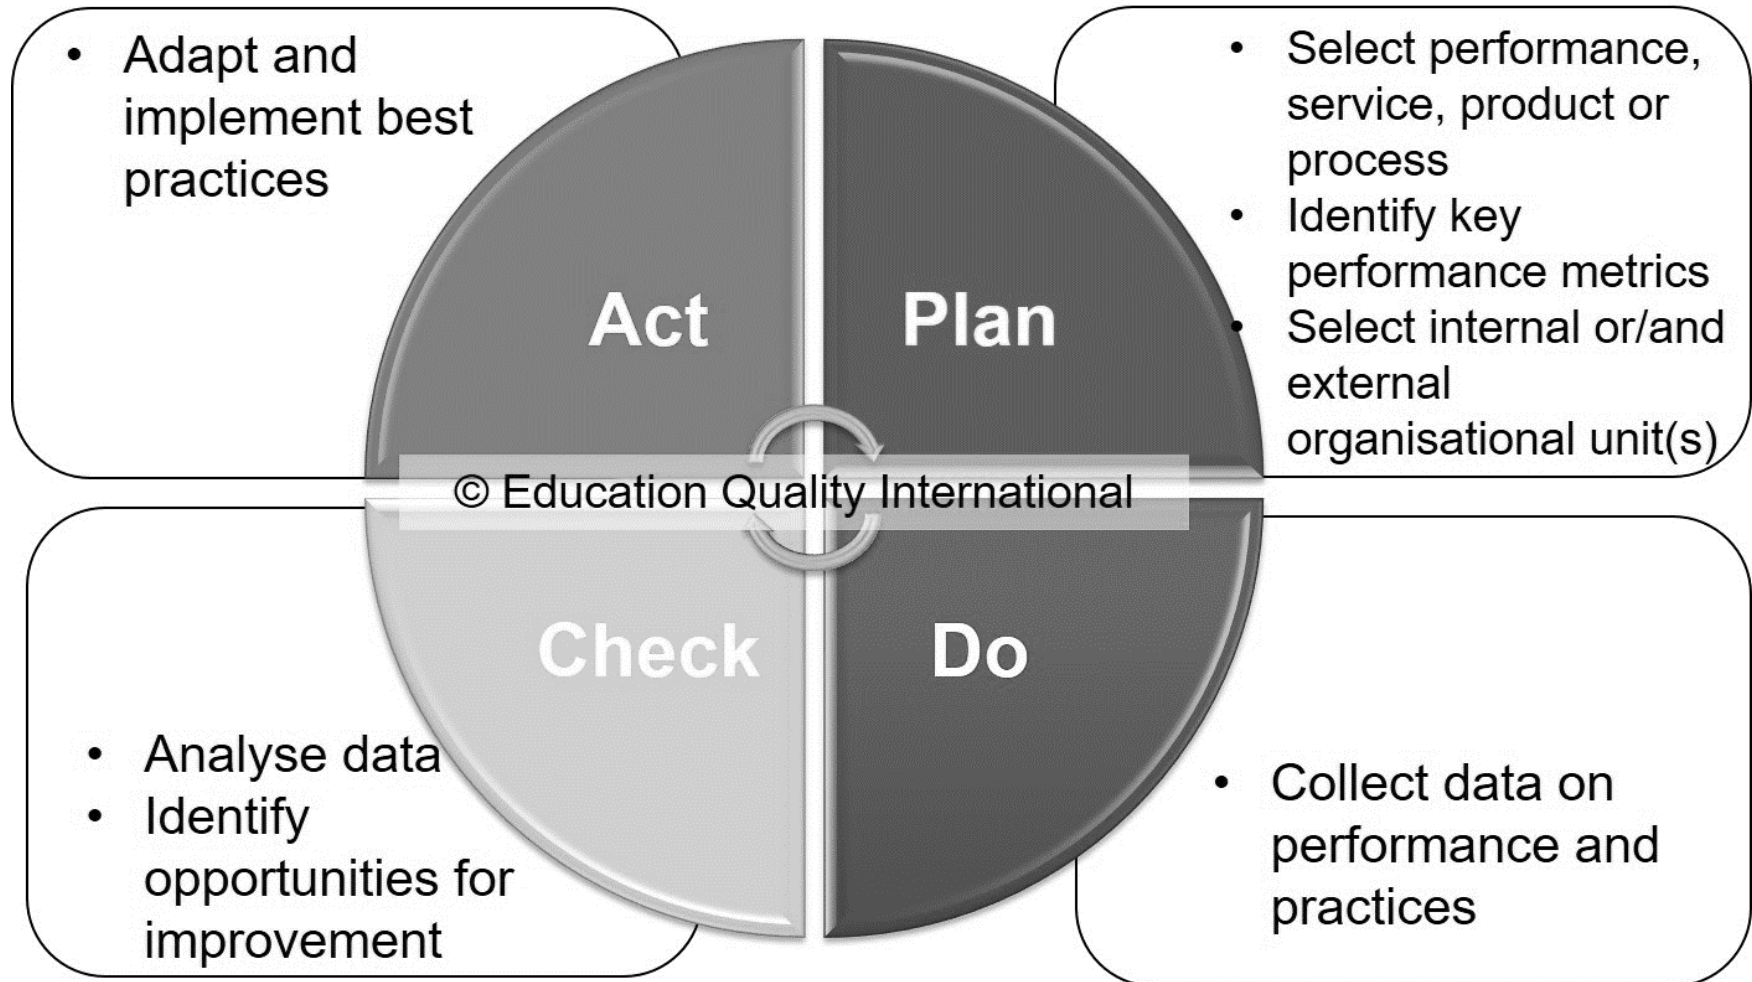 • Adapt and
implement best
practices
• Select performance,
service, product or
process
• Identify key
performance metrics
• Select internal or/and
external
organisational unit(s)
Act
Plan
© Education Quality International
Check
Do
• Analyse data
• Identify
opportunities for
improvement
• Collect data on
performance and
practices